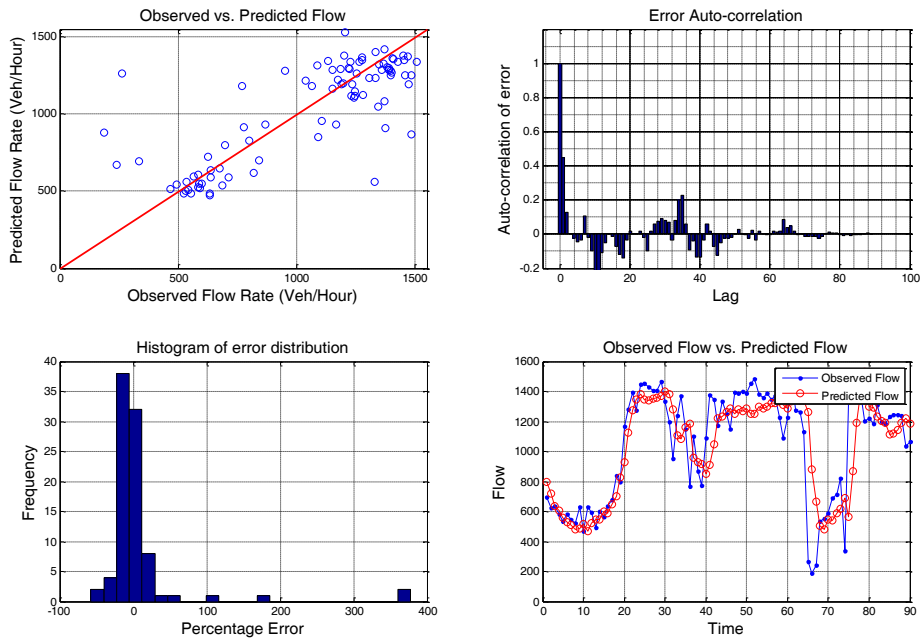 Observed vs. Predicted Flow
Predicted Flow Rate (Veh/Hour)
1500
1000
500
0
0 500 1000 1500
Observed Flow Rate (Veh/Hour)
Error Auto-correlation
Auto-correlation of error
1
0.8
0.6
0.4
0.2
0
-0.2
0 20 40 60 80 100
Lag
Histogram of error distribution
Frequency
40
35
30
25
20
15
10
5
0
-100 0 100 200 300 400
Percentage Error
Observed Flow vs. Predicted Flow
Flow
1600
1400
1200
1000
800
600
400
200
0
Observed Flow
Predicted Flow
0 10 20 30 40 50 60 70 80 90
Time